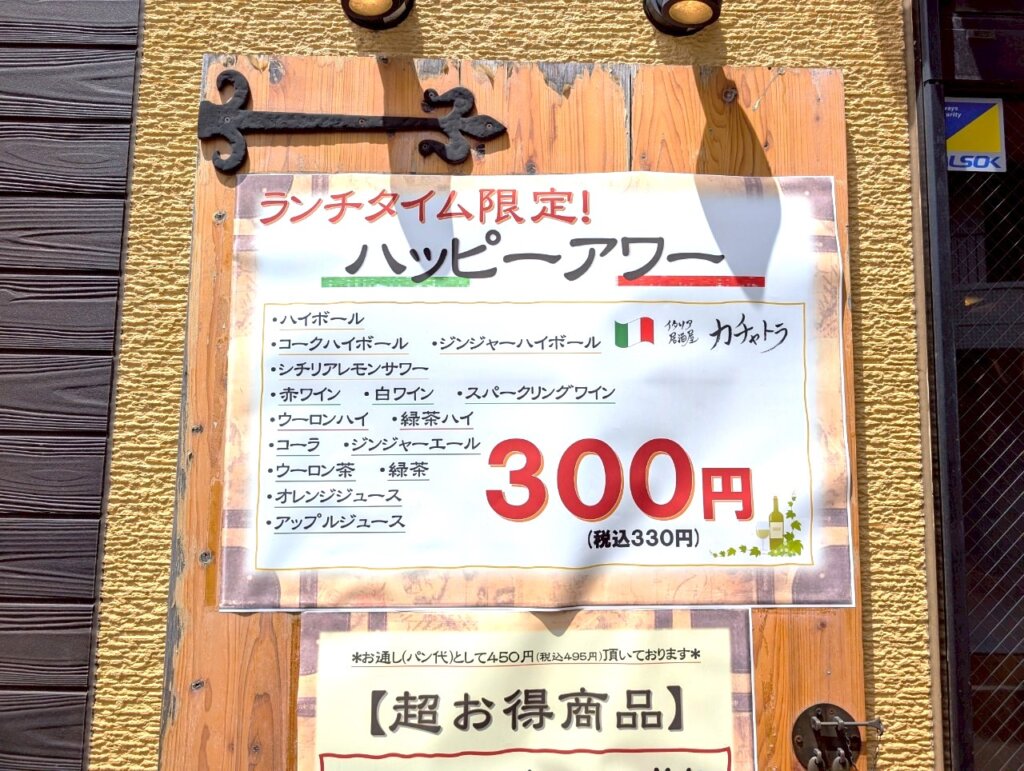 ランチタイム限定!
ハッピーアワー
・ハイボール
・コークハイボール ・ジンジャーハイボール
イタリア
居酒屋
カチャトラ
・シチリアレモンサワー
・赤ワイン ・白ワイン ・スパークリングワイン
・ウーロンハイ ・緑茶ハイ
・コーラ ・ジンジャーエール
・ウーロン茶 ・緑茶
・オレンジジュース
・アップルジュース
300円
(税込330円)
*お通し(パン代)として450円(税込495円)頂いております*
【超お得商品】
LSOK